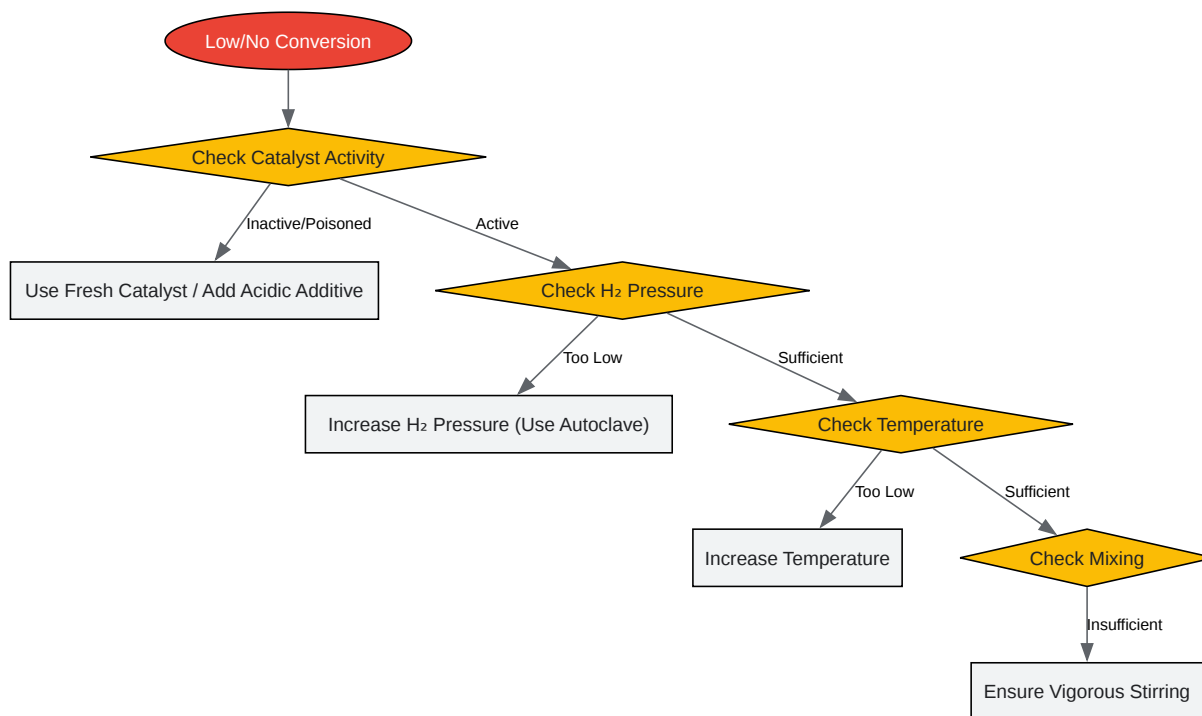 Low/No Conversion
Check Catalyst Activity
Inactive/Poisoned
Active
Use Fresh Catalyst / Add Acidic Additive
Check H₂ Pressure
Too Low
Sufficient
Increase H₂ Pressure (Use Autoclave)
Check Temperature
Too Low
Sufficient
Increase Temperature
Check Mixing
Insufficient
Ensure Vigorous Stirring